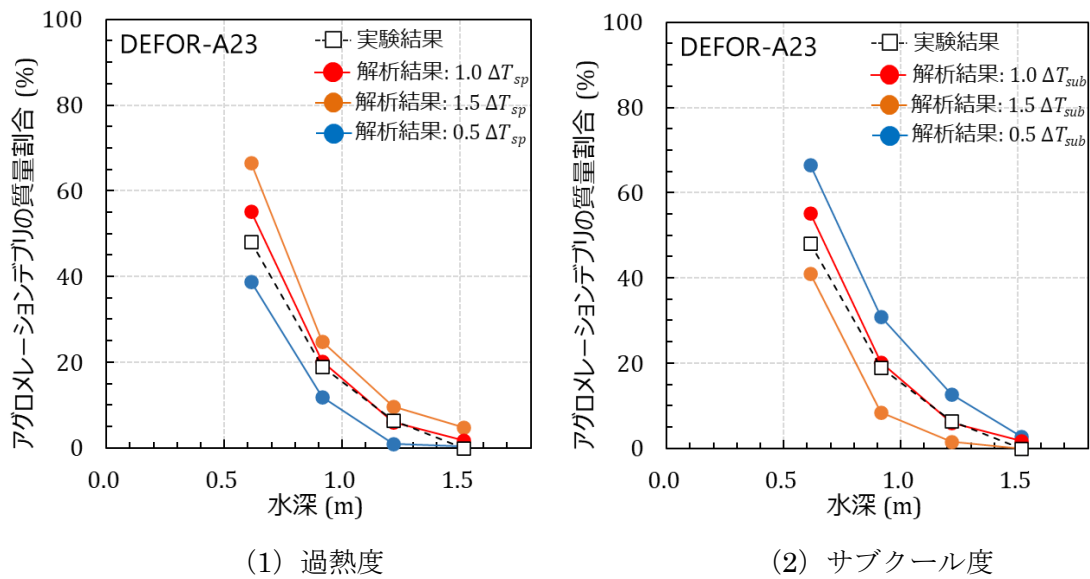 100
80
60
40
20
0
アグロメレーションデブリの質量割合 (%)
DEFOR-A23
実験結果
解析結果: 1.0 ΔTsp
解析結果: 1.5 ΔTsp
解析結果: 0.5 ΔTsp
0.0 0.5 1.0 1.5
水深 (m)
(1) 過熱度
100
80
60
40
20
0
アグロメレーションデブリの質量割合 (%)
DEFOR-A23
実験結果
解析結果: 1.0 ΔTsub
解析結果: 1.5 ΔTsub
解析結果: 0.5 ΔTsub
0.0 0.5 1.0 1.5
水深 (m)
(2) サブクール度